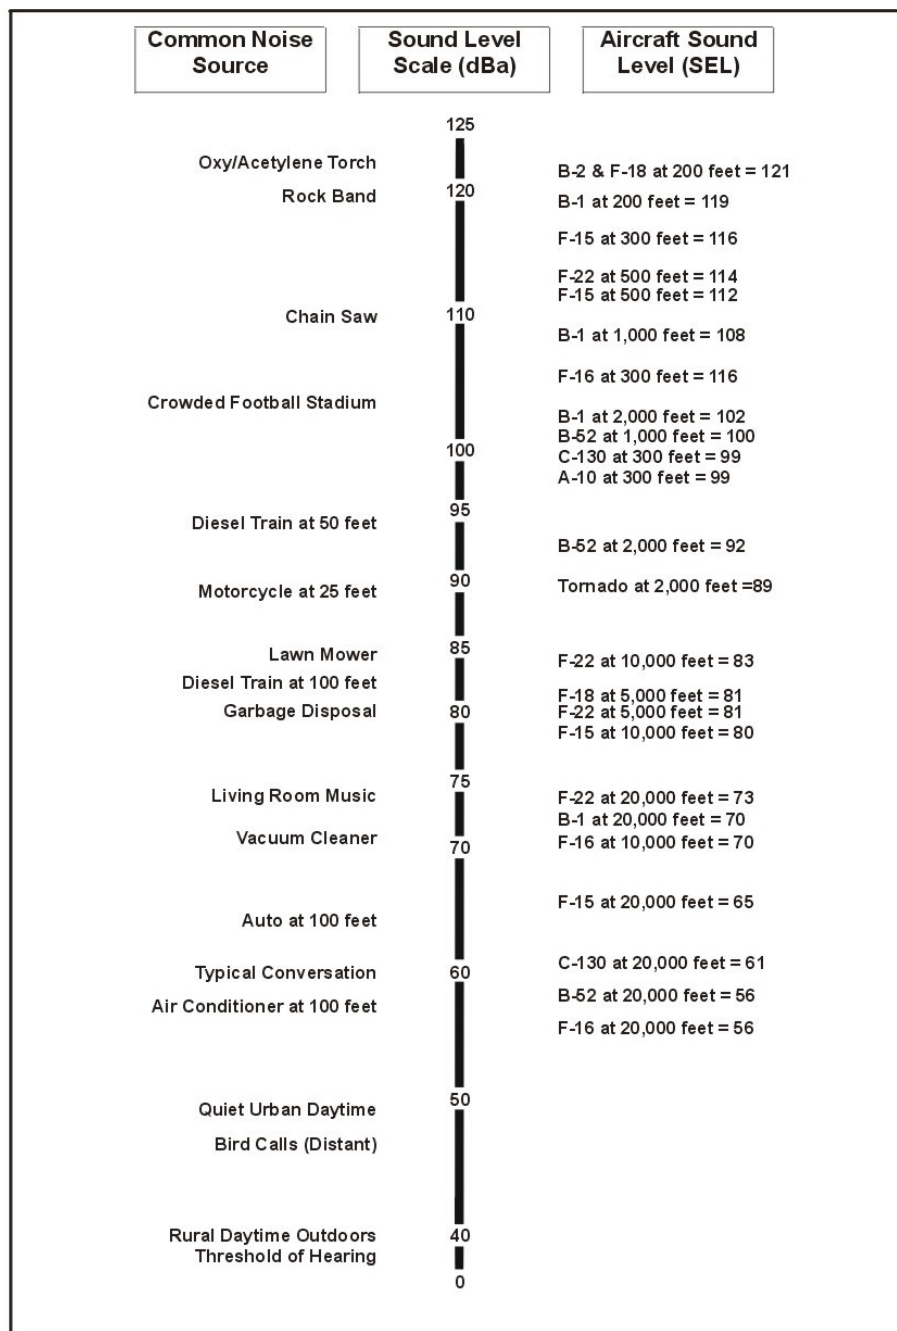 Common Noise
Source
Sound Level
Scale (dBa)
Aircraft Sound
Level (SEL)
125
Oxy/Acetylene Torch
B-2 & F-18 at 200 feet = 121
Rock Band
120
B-1 at 200 feet = 119
F-15 at 300 feet = 116
F-22 at 500 feet = 114
F-15 at 500 feet = 112
Chain Saw
110
B-1 at 1,000 feet = 108
F-16 at 300 feet = 116
Crowded Football Stadium
B-1 at 2,000 feet = 102
B-52 at 1,000 feet = 100
100
C-130 at 300 feet = 99
A-10 at 300 feet = 99
95
Diesel Train at 50 feet
B-52 at 2,000 feet = 92
90
Tornado at 2,000 feet =89
Motorcycle at 25 feet
85
Lawn Mower
F-22 at 10,000 feet = 83
Diesel Train at 100 feet
F-18 at 5,000 feet = 81
Garbage Disposal
80
F-22 at 5,000 feet = 81
F-15 at 10,000 feet = 80
75
Living Room Music
F-22 at 20,000 feet = 73
B-1 at 20,000 feet = 70
Vacuum Cleaner
70
F-16 at 10,000 feet = 70
F-15 at 20,000 feet = 65
Auto at 100 feet
C-130 at 20,000 feet = 61
Typical Conversation
60
B-52 at 20,000 feet = 56
Air Conditioner at 100 feet
F-16 at 20,000 feet = 56
50
Quiet Urban Daytime
Bird Calls (Distant)
Rural Daytime Outdoors
40
Threshold of Hearing
0